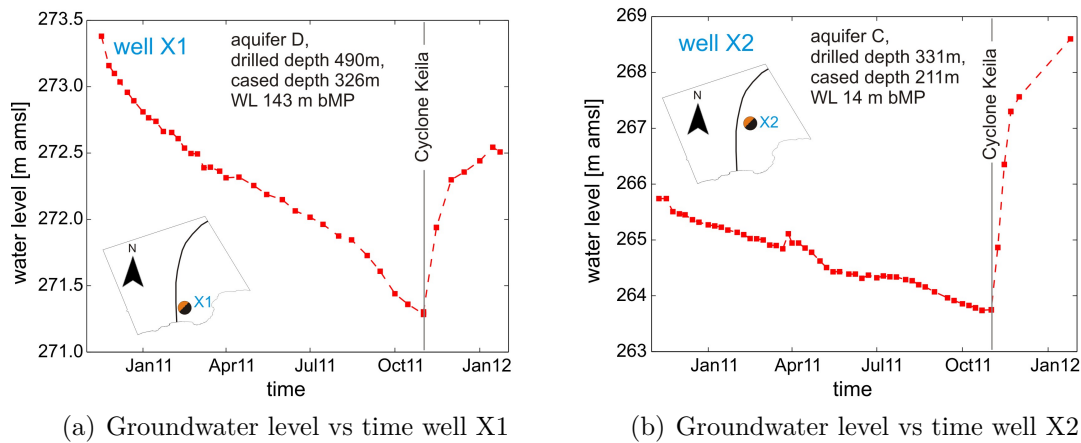 273.5
273.0
272.5
272.0
271.5
271.0
water level [m amsl]
well X1
aquifer D,
drilled depth 490m,
cased depth 326m
WL 143 m bMP
Cyclone Keila
N
X1
Jan11
Apr11
Jul11
Oct11
Jan12
time
(a) Groundwater level vs time well X1
269
268
267
266
265
264
263
water level [m amsl]
well X2
aquifer C,
drilled depth 331m,
cased depth 211m
WL 14 m bMP
Cyclone Keila
N
X2
Jan11
Apr11
Jul11
Oct11
Jan12
time
(b) Groundwater level vs time well X2